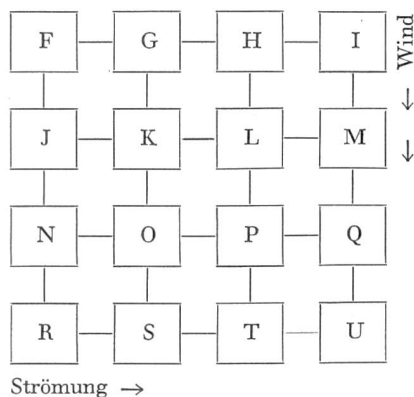 F G H I
Wind ← ←
J K L M
N O P Q
R S T U
Strömung →